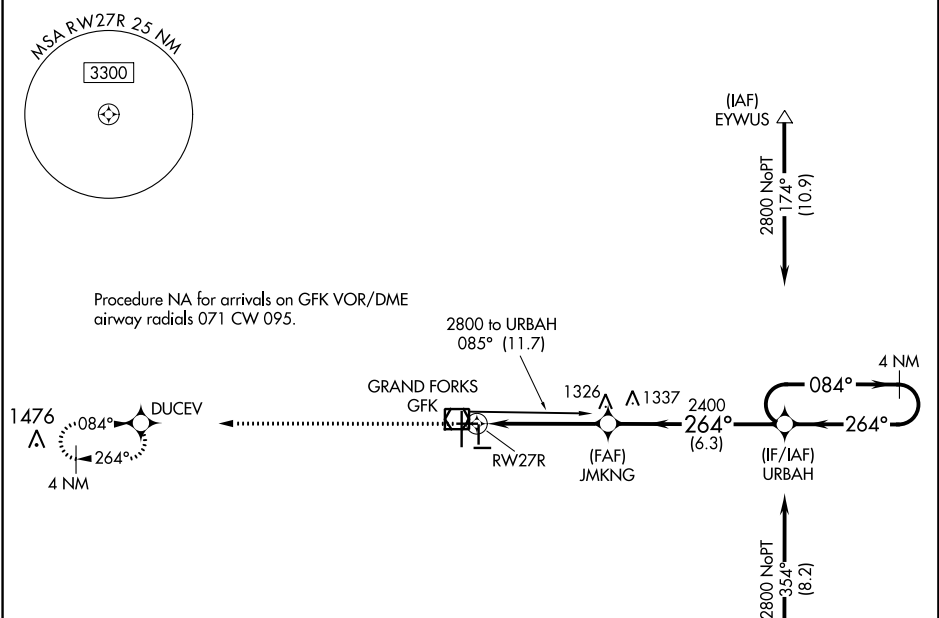 MSA RW27R 25 NM
3300
(IAF)
EYWUS
2800 NoPT
174°
(10.9)
Procedure NA for arrivals on GFK VOR/DME
airway radials 071 CW 095.
2800 to URBAH
085° (11.7)
GRAND FORKS
GFK
1326
1337
2400
264°
(6.3)
4 NM
084°
264°
1476
084°
DUCEV
264°
4 NM
RW27R
(FAF)
JMKNG
(IF/IAF)
URBAH
2800 NoPT
354°
(8.2)